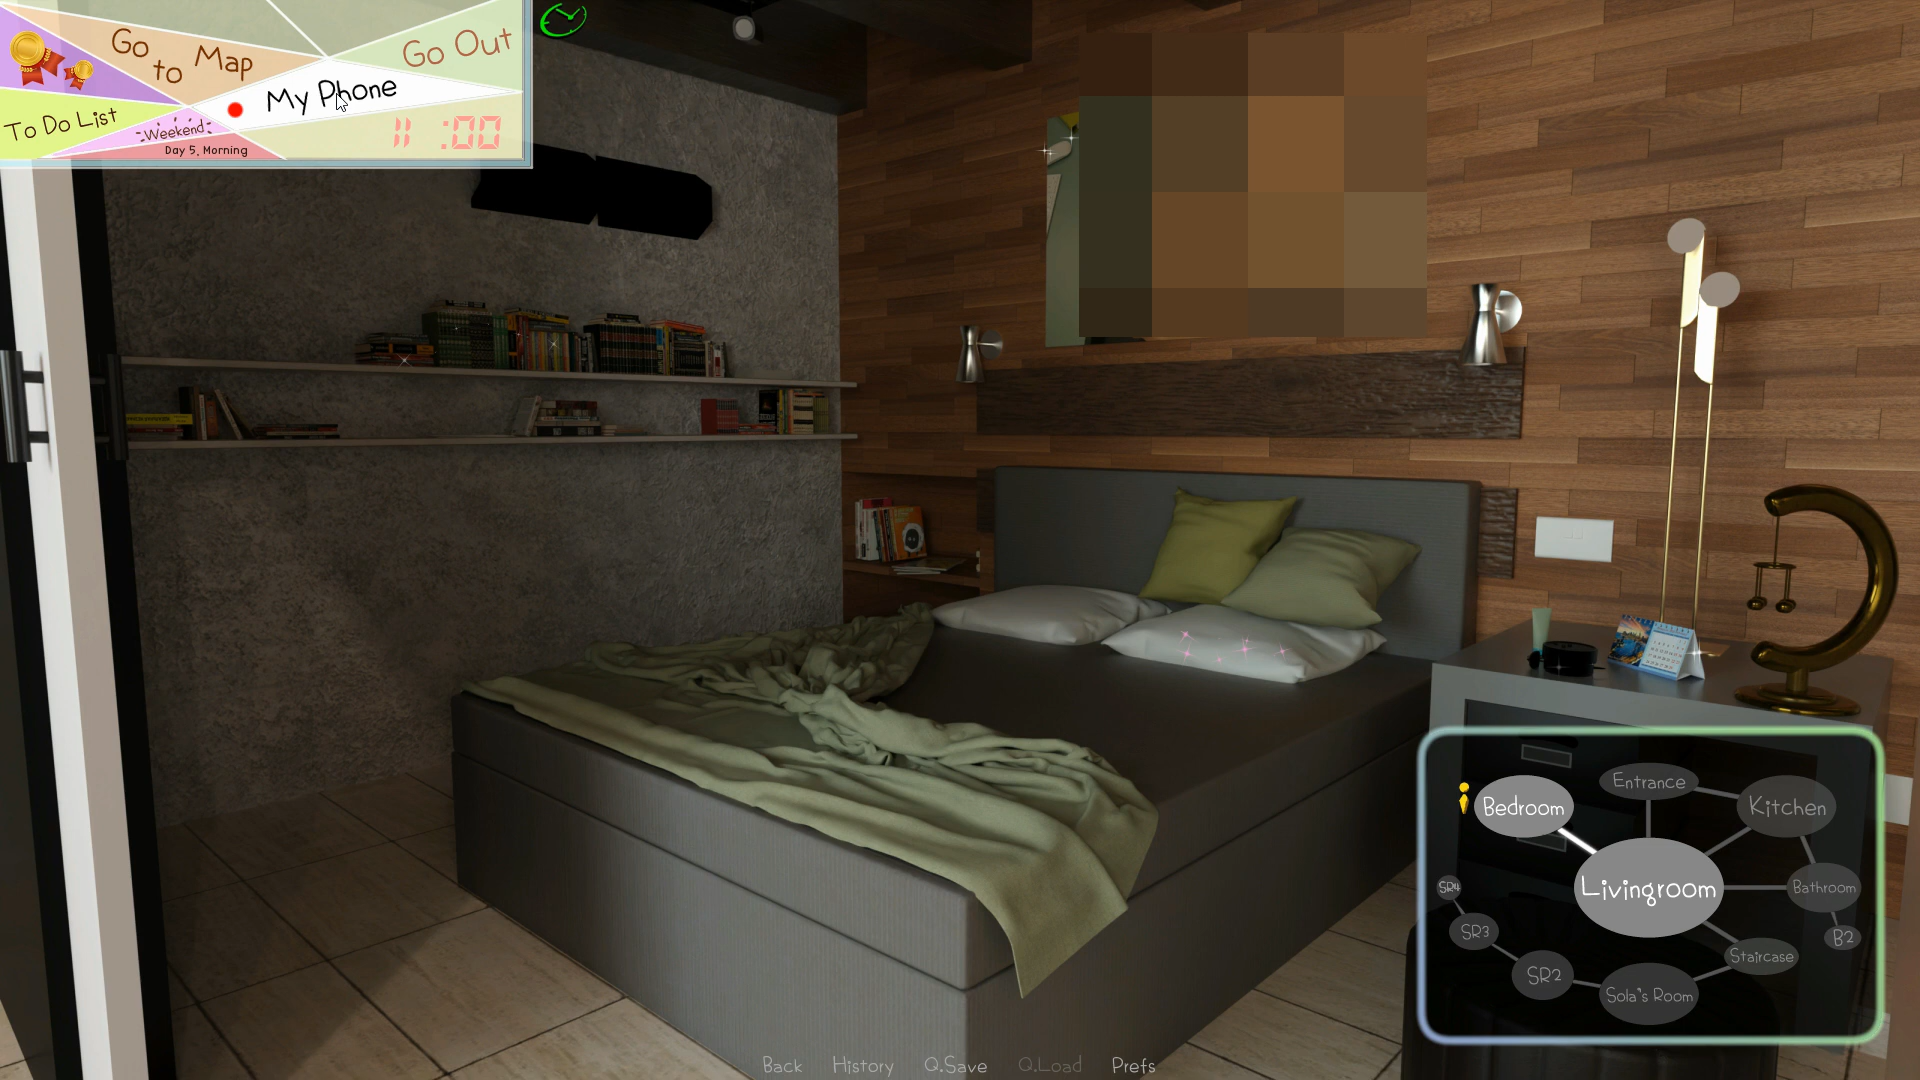 Go to Map
Go Out
My Phone
To Do List
Weekend
Day 5, Morning
11 :00
Entrance
Bedroom
Kitchen
Livingroom
Bathroom
SR4
SR3
B2
Staircase
SR2
Sola's Room
Back History Q.Save Q.Load Prefs